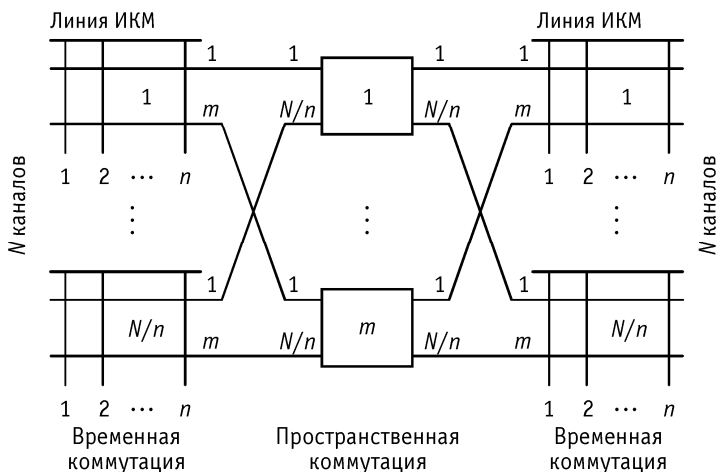 Линия ИКМ
Линия ИКМ
1 1 1 1
1 1 1
m N/n N/n m
1 2 ... n
1 2 ... n
N каналов
N каналов
⋮ ⋮ ⋮
1 1 1 1
N/n m N/n
m N/n N/n m
1 2 ... n
1 2 ... n
Временная
коммутация
Пространственная
коммутация
Временная
коммутация